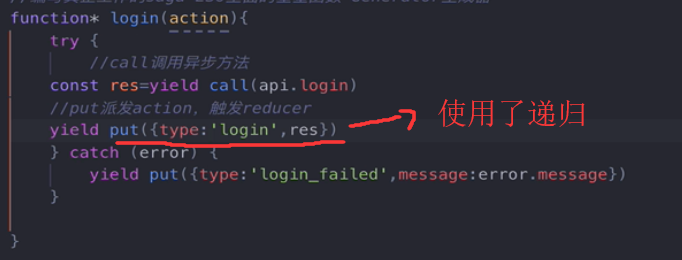 function* login(action){
try {
//call调用异步方法
const res=yield call(api.login)
//put派发action，触发reducer
yield put({type:'login',res})
使用了递归
} catch (error) {
yield put({type:'login_failed',message:error.message})
}
}